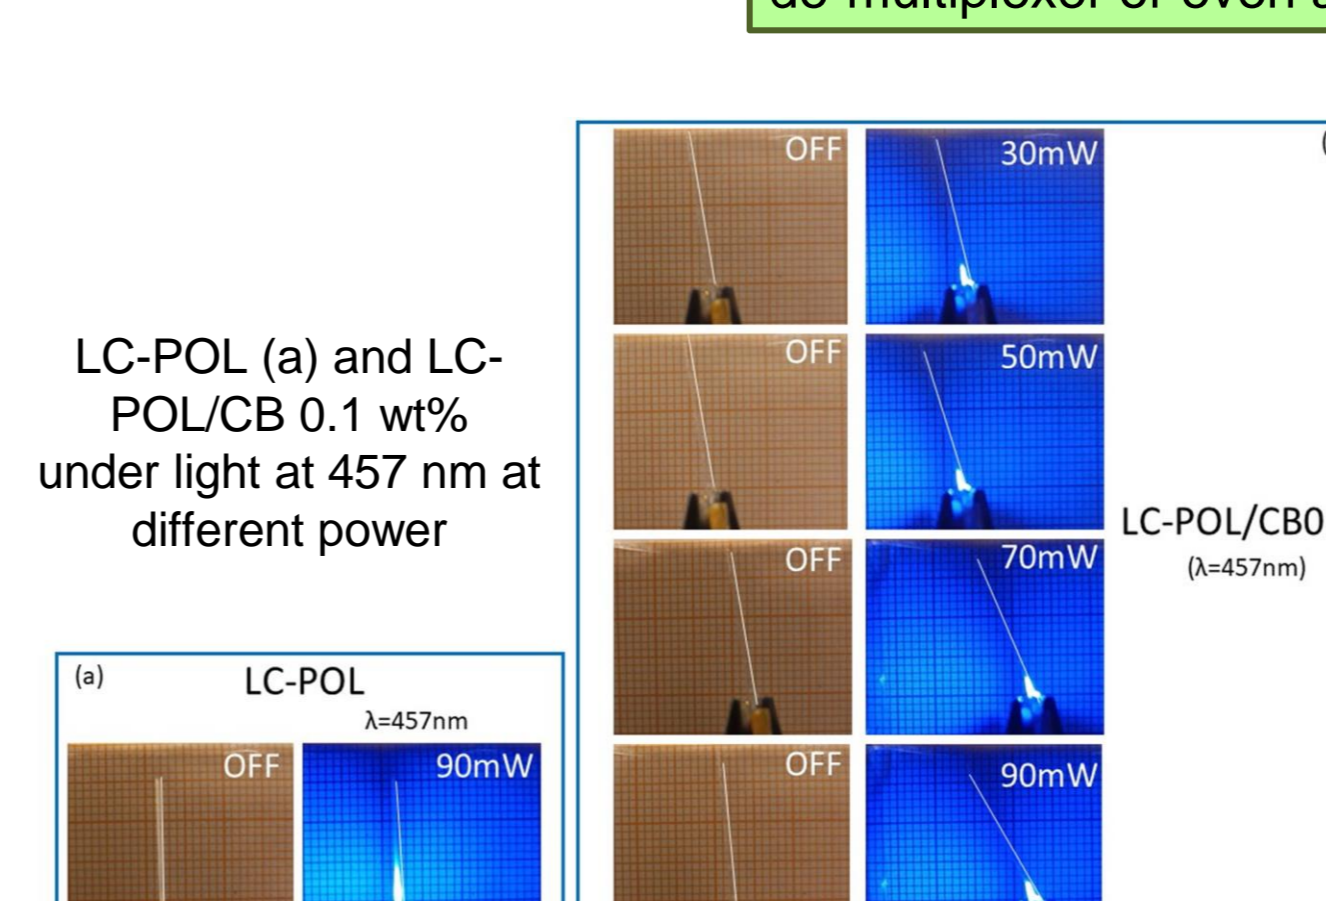 LC-POL (a) and LC-
POL/CB 0.1 wt%
under light at 457 nm at
different power
OFF
30mW
OFF
50mW
OFF
70mW
OFF
90mW
LC-POL/CB0
(λ=457nm)
(a)
LC-POL
λ=457nm
OFF
90mW